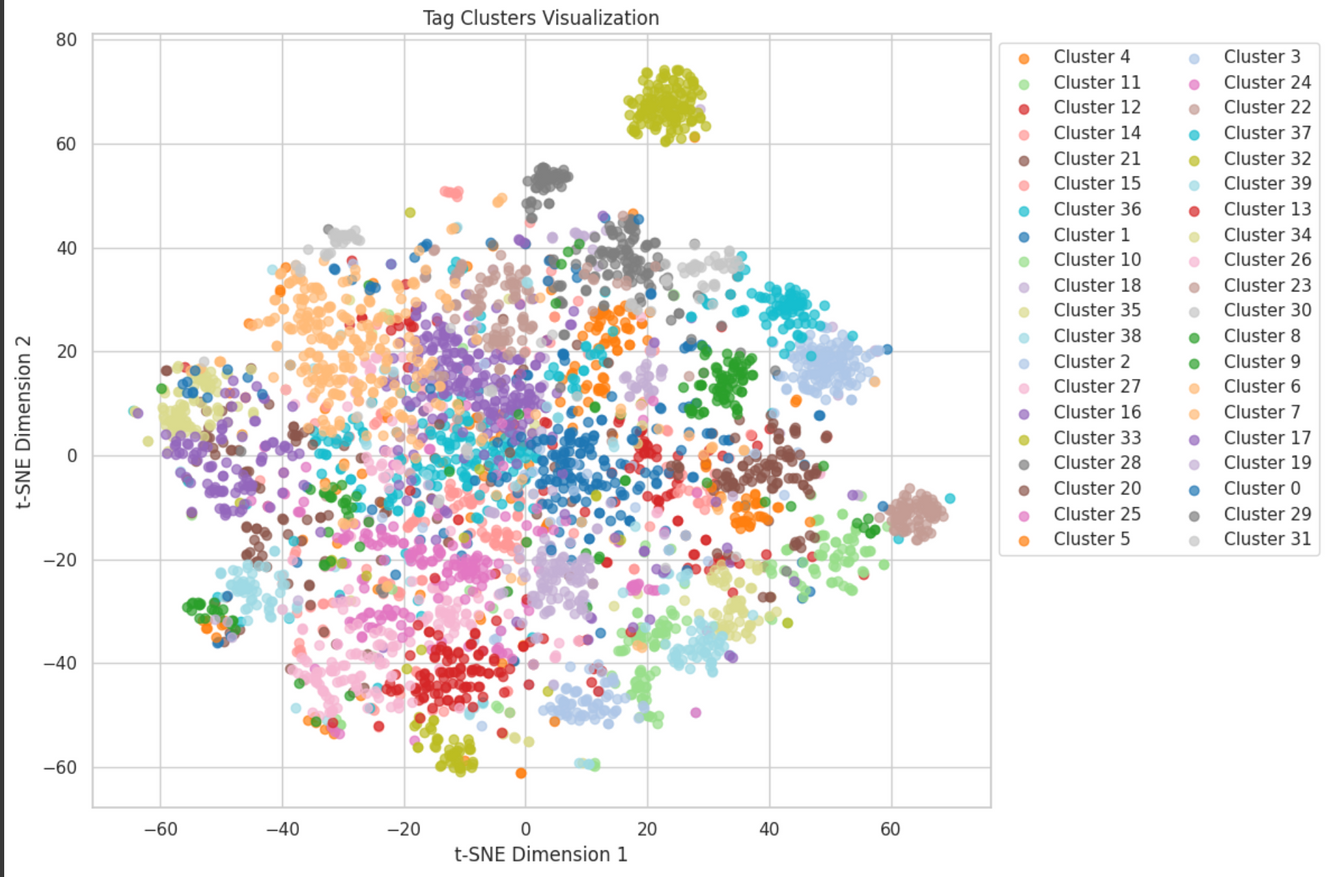 Tag Clusters Visualization
80
60
40
20
0
−20
−40
−60
t-SNE Dimension 2
−60 −40 −20 0 20 40 60
t-SNE Dimension 1
Cluster 4 Cluster 3
Cluster 11 Cluster 24
Cluster 12 Cluster 22
Cluster 14 Cluster 37
Cluster 21 Cluster 32
Cluster 15 Cluster 39
Cluster 36 Cluster 13
Cluster 1 Cluster 34
Cluster 10 Cluster 26
Cluster 18 Cluster 23
Cluster 35 Cluster 30
Cluster 38 Cluster 8
Cluster 2 Cluster 9
Cluster 27 Cluster 6
Cluster 16 Cluster 7
Cluster 33 Cluster 17
Cluster 28 Cluster 19
Cluster 20 Cluster 0
Cluster 25 Cluster 29
Cluster 5 Cluster 31